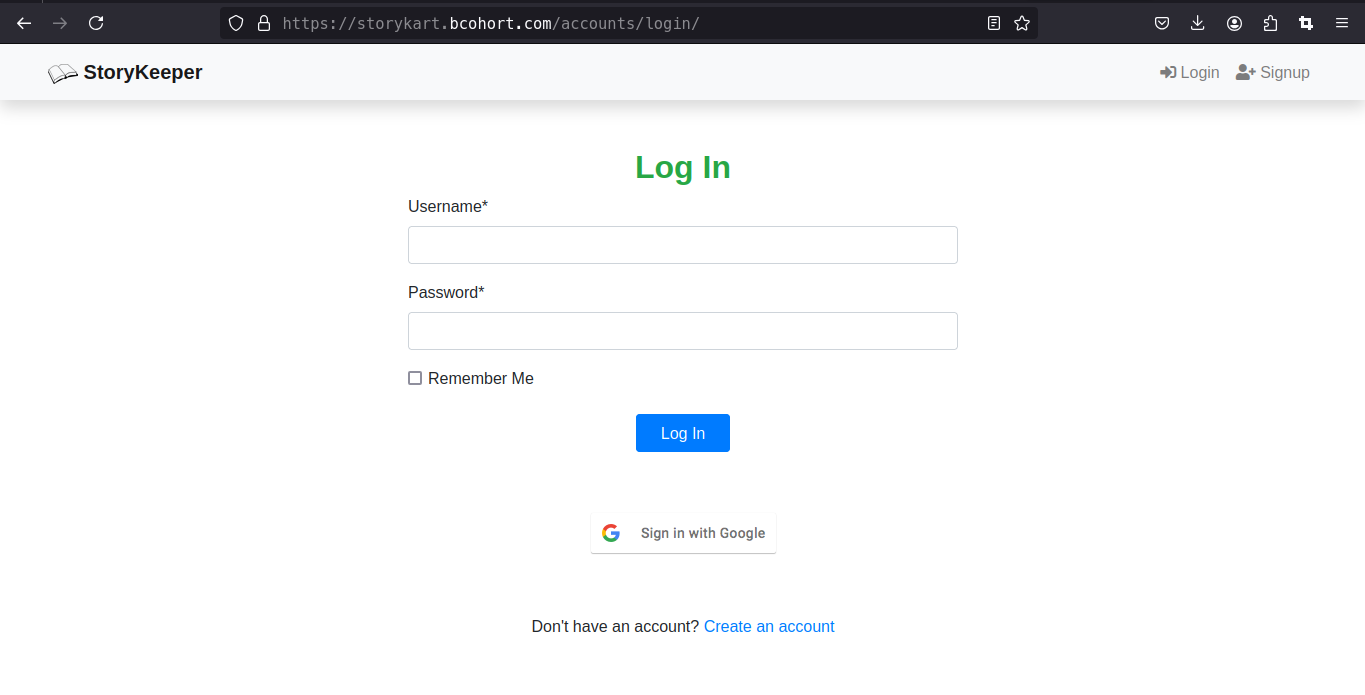 https://storykart.bcohort.com/accounts/login/
StoryKeeper
Login
Signup
Log In
Username*
Password*
Remember Me
Log In
Sign in with Google
Don't have an account? Create an account